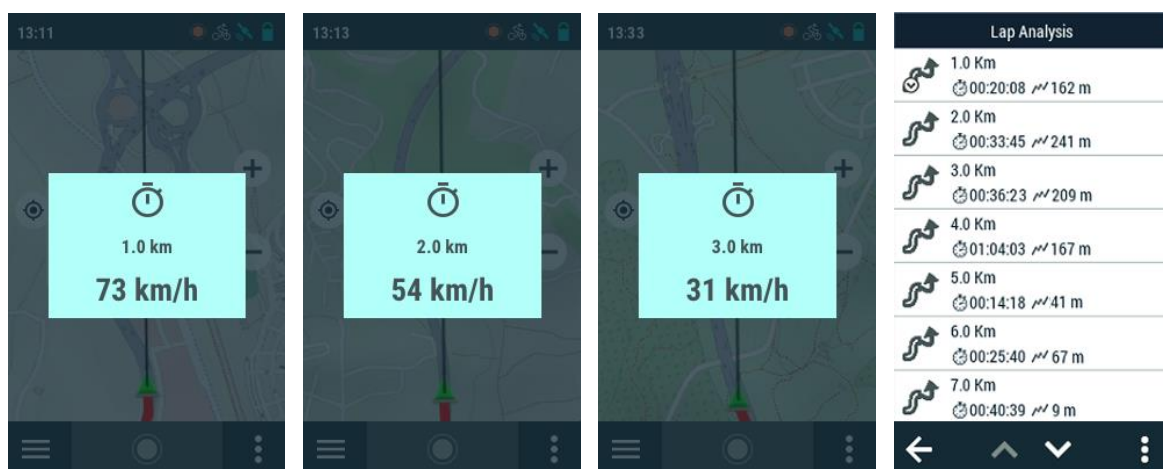 13:11
1.0 km
73 km/h
13:13
2.0 km
54 km/h
13:33
3.0 km
31 km/h
Lap Analysis
1.0 Km
00:20:08 162 m
2.0 Km
00:33:45 241 m
3.0 Km
00:36:23 209 m
4.0 Km
01:04:03 167 m
5.0 Km
00:14:18 41 m
6.0 Km
00:25:40 67 m
7.0 Km
00:40:39 9 m